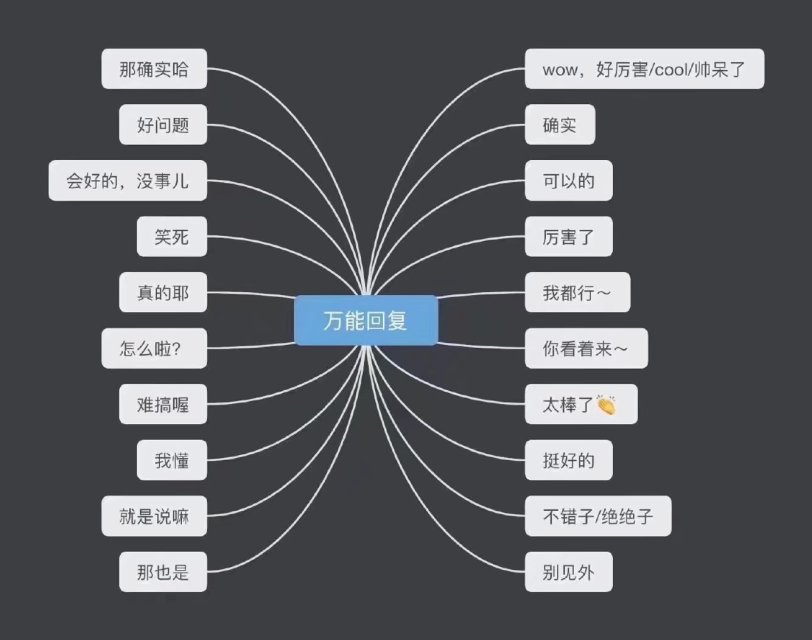 那确实哈
好问题
会好的，没事儿
笑死
真的耶
怎么啦？
难搞喔
我懂
就是说嘛
那也是
万能回复
wow，好厉害/cool/帅呆了
确实
可以的
厉害了
我都行～
你看着来～
太棒了👏
挺好的
不错子/绝绝子
别见外